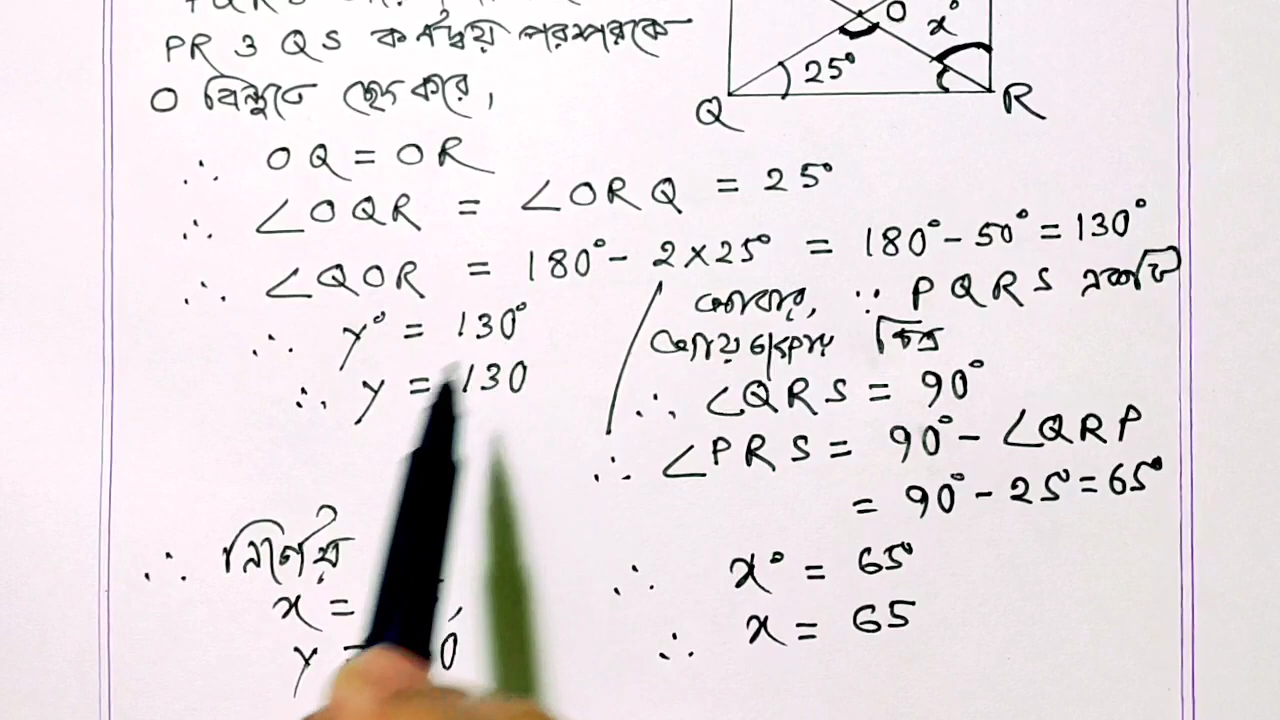 PR ও QS কর্ণদ্বয় পরস্পরকে
O বিন্দুতে ছেদ করে,
O
x°
25°
Q
R
∴ OQ = OR
∴ ∠OQR = ∠ORQ = 25°
∴ ∠QOR = 180° - 2×25° = 180° - 50° = 130°
∴ y° = 130°
∴ y = 130
আবার, ∵ PQRS একটি
আয়তক্ষেত্র চিত্র
∴ ∠QRS = 90°
∴ ∠PRS = 90° - ∠QRP
= 90° - 25° = 65°
∴ x° = 65°
∴ x = 65
∴ নির্ণেয়
x =
y =